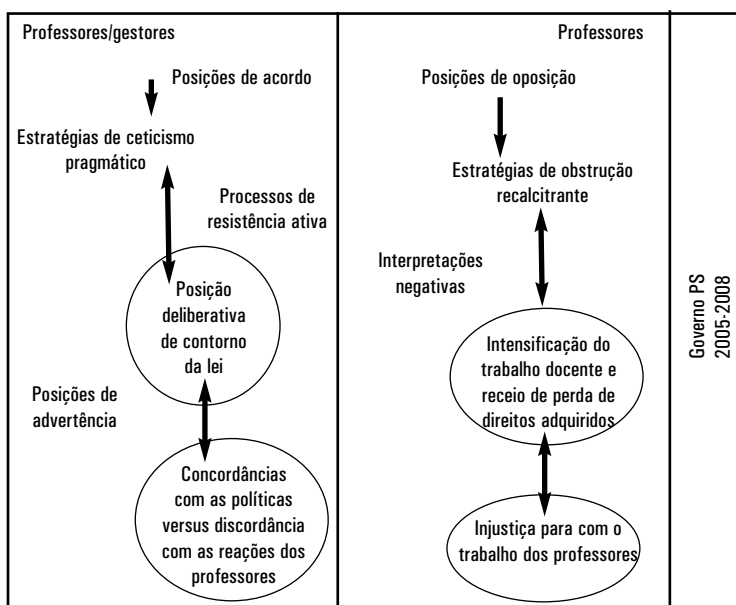 Professores/gestores
Posições de acordo
Estratégias de ceticismo
pragmático
Processos de
resistência ativa
Posição
deliberativa
de contorno
da lei
Posições de
advertência
Concordâncias
com as políticas
versus discordância
com as reações dos
professores
Professores
Posições de oposição
Estratégias de obstrução
recalcitrante
Interpretações
negativas
Intensificação do
trabalho docente e
receio de perda de
direitos adquiridos
Injustiça para com o
trabalho dos professores
Governo PS
2005-2008